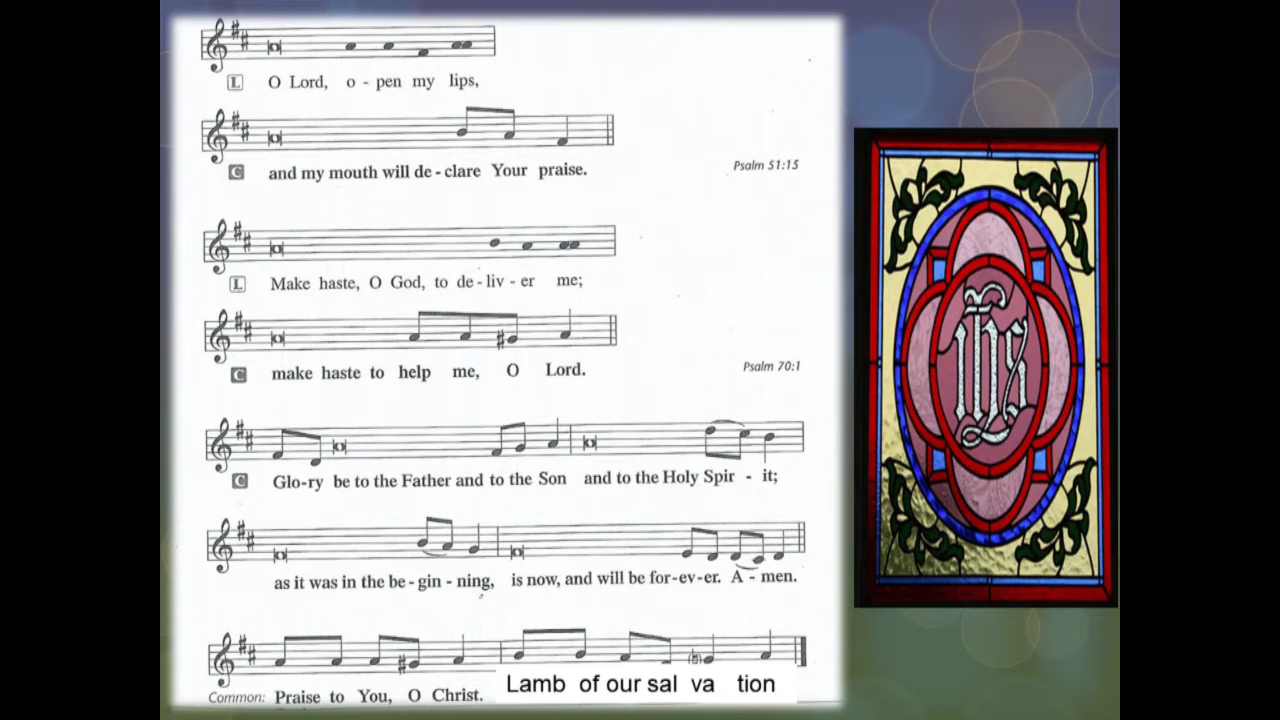 L O Lord, o - pen my lips,
C and my mouth will de - clare Your praise.
Psalm 51:15
L Make haste, O God, to de - liv - er me;
C make haste to help me, O Lord.
Psalm 70:1
C Glo-ry be to the Father and to the Son and to the Holy Spir - it;
as it was in the be - gin - ning, is now, and will be for-ev-er. A - men.
Common: Praise to You, O Christ. Lamb of our sal va tion